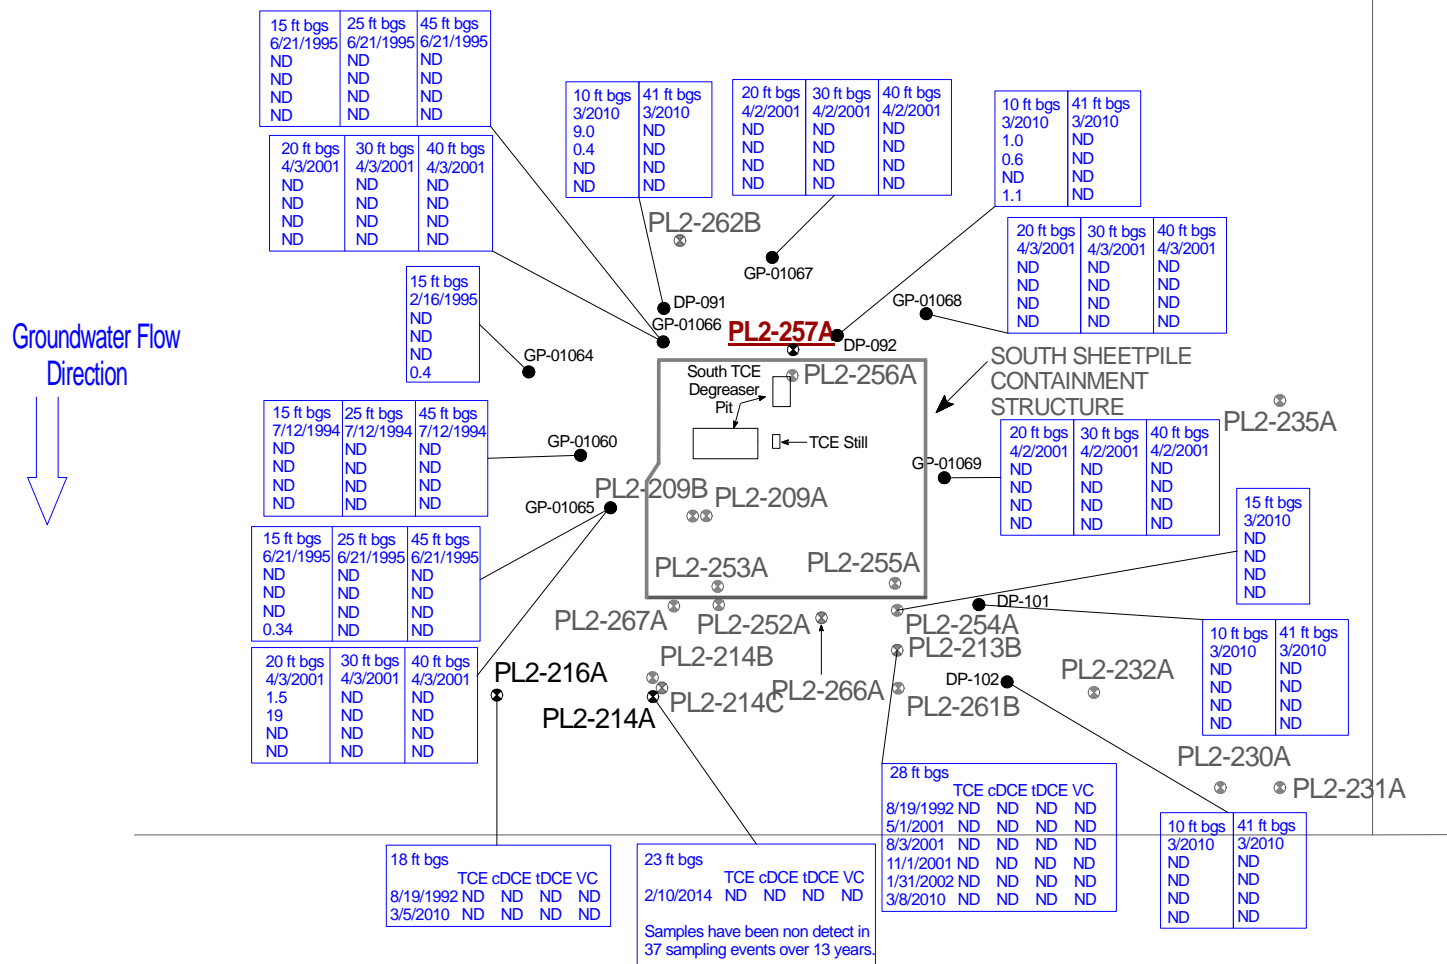 15 ft bgs 25 ft bgs 45 ft bgs
6/21/1995 6/21/1995 6/21/1995
ND ND ND
ND ND ND
ND ND ND
ND ND ND
20 ft bgs 30 ft bgs 40 ft bgs
4/3/2001 4/3/2001 4/3/2001
ND ND ND
ND ND ND
ND ND ND
ND ND ND
10 ft bgs 41 ft bgs
3/2010 3/2010
9.0 ND
0.4 ND
ND ND
ND ND
20 ft bgs 30 ft bgs 40 ft bgs
4/2/2001 4/2/2001 4/2/2001
ND ND ND
ND ND ND
ND ND ND
ND ND ND
10 ft bgs 41 ft bgs
3/2010 3/2010
1.0 ND
0.6 ND
ND ND
1.1 ND
20 ft bgs 30 ft bgs 40 ft bgs
4/3/2001 4/3/2001 4/3/2001
ND ND ND
ND ND ND
ND ND ND
ND ND ND
PL2-262B
GP-01067
DP-091
GP-01066
PL2-257A
DP-092
GP-01068
15 ft bgs
2/16/1995
ND
ND
ND
0.4
GP-01064
Groundwater Flow
Direction
South TCE
Degreaser
Pit
PL2-256A
TCE Still
SOUTH SHEETPILE
CONTAINMENT
STRUCTURE
PL2-235A
15 ft bgs 25 ft bgs 45 ft bgs
7/12/1994 7/12/1994 7/12/1994
ND ND ND
ND ND ND
ND ND ND
ND ND ND
GP-01060
GP-01069
20 ft bgs 30 ft bgs 40 ft bgs
4/2/2001 4/2/2001 4/2/2001
ND ND ND
ND ND ND
ND ND ND
ND ND ND
GP-01065
PL2-209B PL2-209A
15 ft bgs
3/2010
ND
ND
ND
ND
15 ft bgs 25 ft bgs 45 ft bgs
6/21/1995 6/21/1995 6/21/1995
ND ND ND
ND ND ND
ND ND ND
0.34 ND ND
PL2-253A
PL2-255A
PL2-267A PL2-252A
PL2-254A
DP-101
PL2-214B
PL2-213B
10 ft bgs 41 ft bgs
3/2010 3/2010
ND ND
ND ND
ND ND
ND ND
20 ft bgs 30 ft bgs 40 ft bgs
4/3/2001 4/3/2001 4/3/2001
1.5 ND ND
19 ND ND
ND ND ND
ND ND ND
PL2-216A
PL2-214A
PL2-214C
PL2-266A
PL2-261B
DP-102
PL2-232A
PL2-230A
PL2-231A
28 ft bgs
TCE cDCE tDCE VC
8/19/1992 ND ND ND ND
5/1/2001 ND ND ND ND
8/3/2001 ND ND ND ND
11/1/2001 ND ND ND ND
1/31/2002 ND ND ND ND
3/8/2010 ND ND ND ND
10 ft bgs 41 ft bgs
3/2010 3/2010
ND ND
ND ND
ND ND
ND ND
18 ft bgs
TCE cDCE tDCE VC
8/19/1992 ND ND ND ND
3/5/2010 ND ND ND ND
23 ft bgs
TCE cDCE tDCE VC
2/10/2014 ND ND ND ND
Samples have been non detect in
37 sampling events over 13 years.